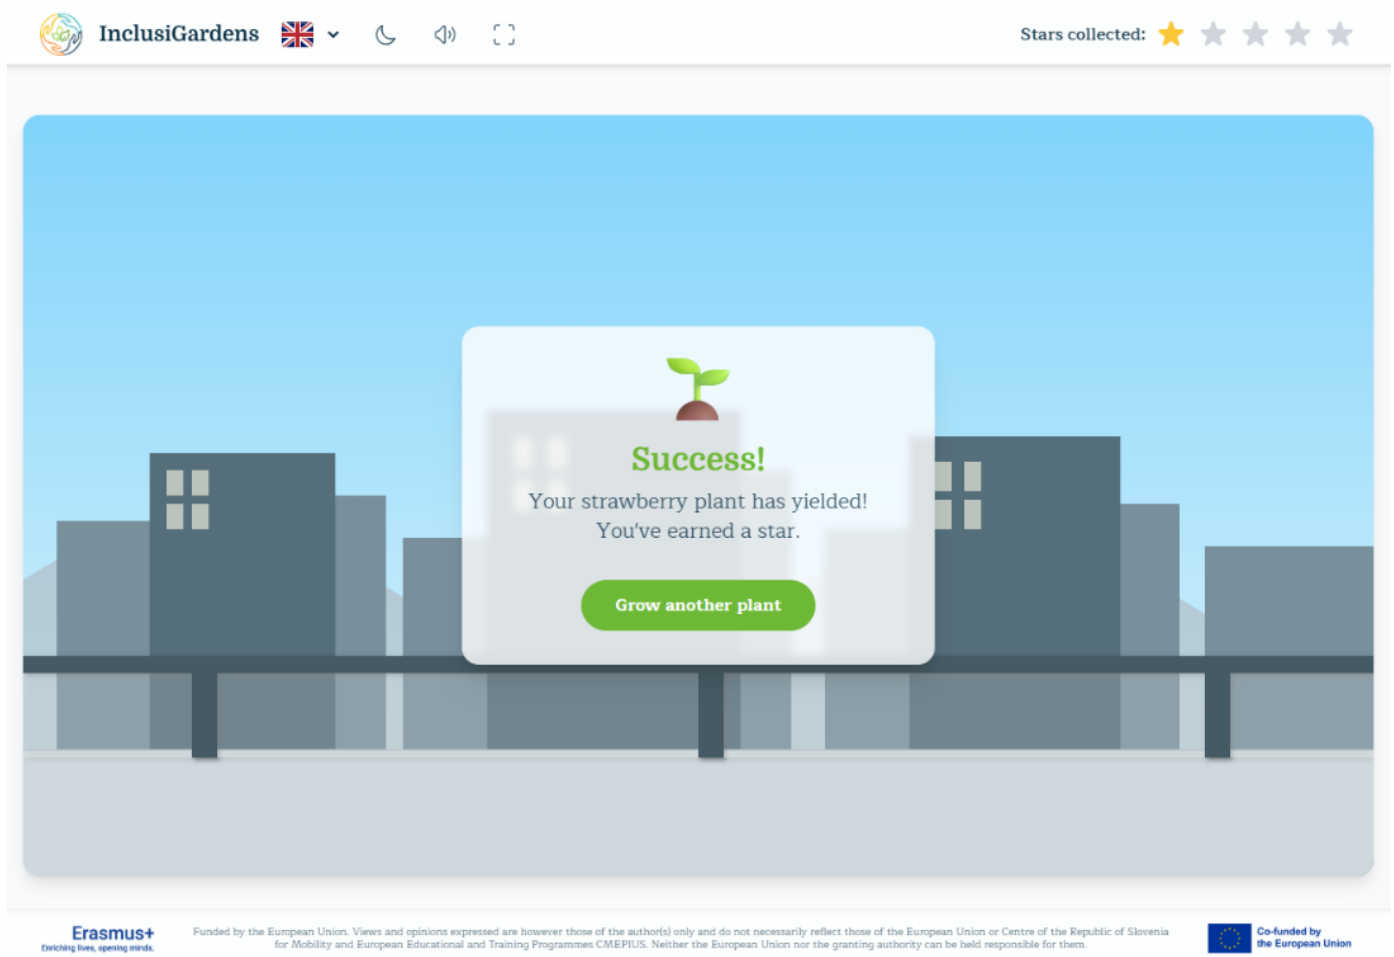 InclusiGardens
Stars collected:
Success!
Your strawberry plant has yielded!
You've earned a star.
Grow another plant
Erasmus+
Enriching lives, opening minds.
Funded by the European Union. Views and opinions expressed are however those of the author(s) only and do not necessarily reflect those of the European Union or Centre of the Republic of Slovenia
for Mobility and European Educational and Training Programmes CMEPIUS. Neither the European Union nor the granting authority can be held responsible for them.
Co-funded by
the European Union